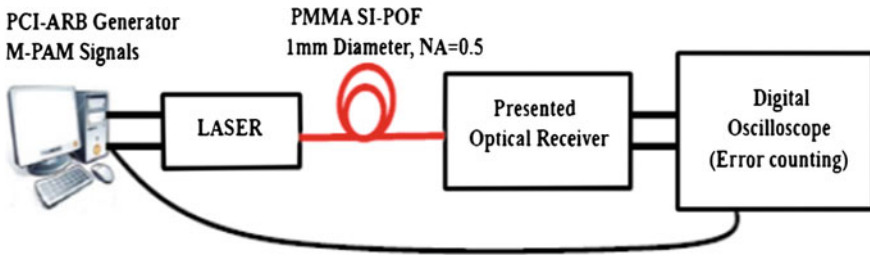 PCI-ARB Generator
M-PAM Signals
PMMA SI-POF
1mm Diameter, NA=0.5
LASER
Presented
Optical Receiver
Digital
Oscilloscope
(Error counting)